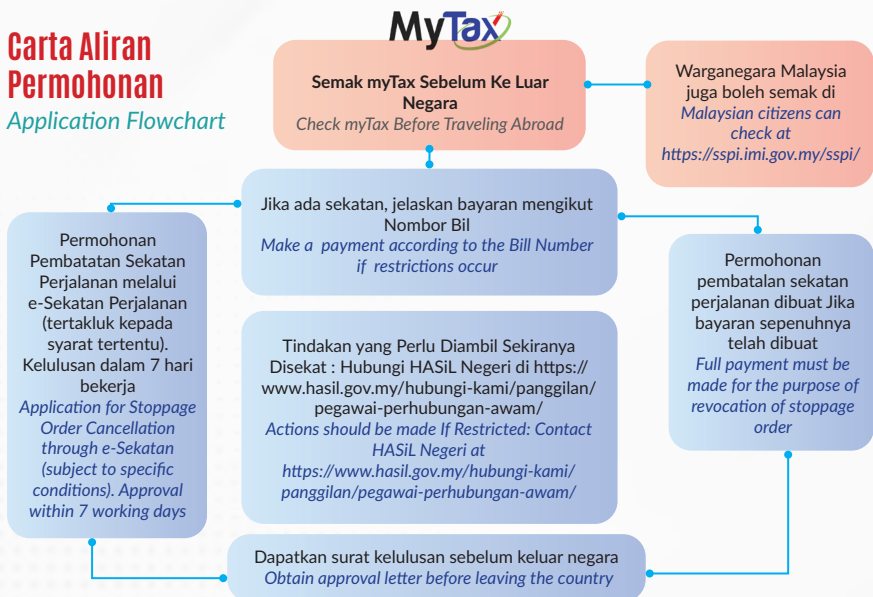 MyTax
Carta Aliran
Permohonan
Application Flowchart
Semak myTax Sebelum Ke Luar
Negara
Check myTax Before Traveling Abroad
Warganegara Malaysia
juga boleh semak di
Malaysian citizens can
check at
https://sspi.imi.gov.my/sspi/
Jika ada sekatan, jelaskan bayaran mengikut
Nombor Bil
Make a payment according to the Bill Number
if restrictions occur
Permohonan
Pembatatan Sekatan
Perjalanan melalui
e-Sekatan Perjalanan
(tertakluk kepada
syarat tertentu).
Kelulusan dalam 7 hari
bekerja
Application for Stoppage
Order Cancellation
through e-Sekatan
(subject to specific
conditions). Approval
within 7 working days
Tindakan yang Perlu Diambil Sekiranya
Disekat : Hubungi HASiL Negeri di https://
www.hasil.gov.my/hubungi-kami/panggilan/
pegawai-perhubungan-awam/
Actions should be made If Restricted: Contact
HASiL Negeri at
https://www.hasil.gov.my/hubungi-kami/
panggilan/pegawai-perhubungan-awam/
Permohonan
pembatalan sekatan
perjalanan dibuat Jika
bayaran sepenuhnya
telah dibuat
Full payment must be
made for the purpose of
revocation of stoppage
order
Dapatkan surat kelulusan sebelum keluar negara
Obtain approval letter before leaving the country